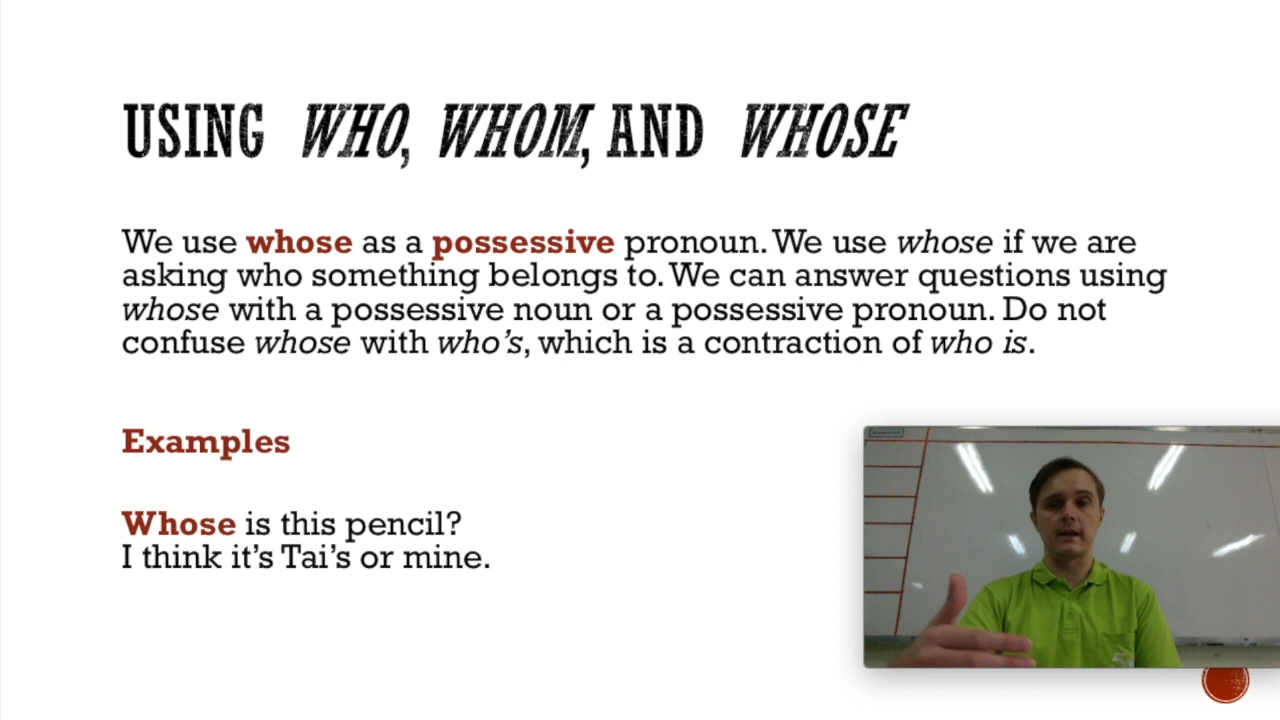 USING WHO, WHOM, AND WHOSE
We use whose as a possessive pronoun. We use whose if we are
asking who something belongs to. We can answer questions using
whose with a possessive noun or a possessive pronoun. Do not
confuse whose with who's, which is a contraction of who is.
Examples
Whose is this pencil?
I think it's Tai's or mine.